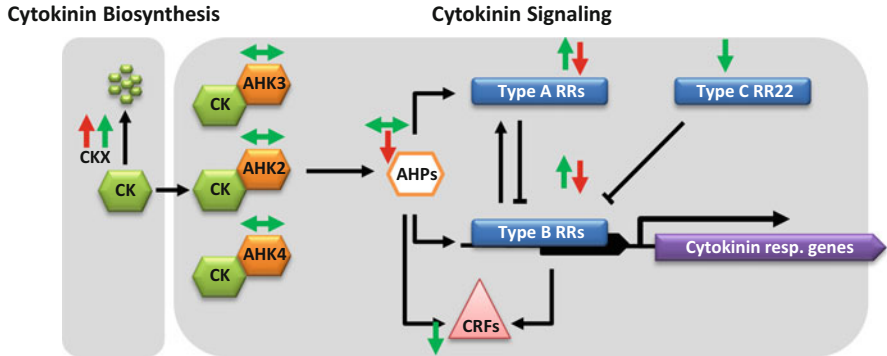 Cytokinin Biosynthesis
Cytokinin Signaling
CKX
CK
CK
AHK3
CK
AHK2
CK
AHK4
AHPs
Type A RRs
Type C RR22
Type B RRs
Cytokinin resp. genes
CRFs